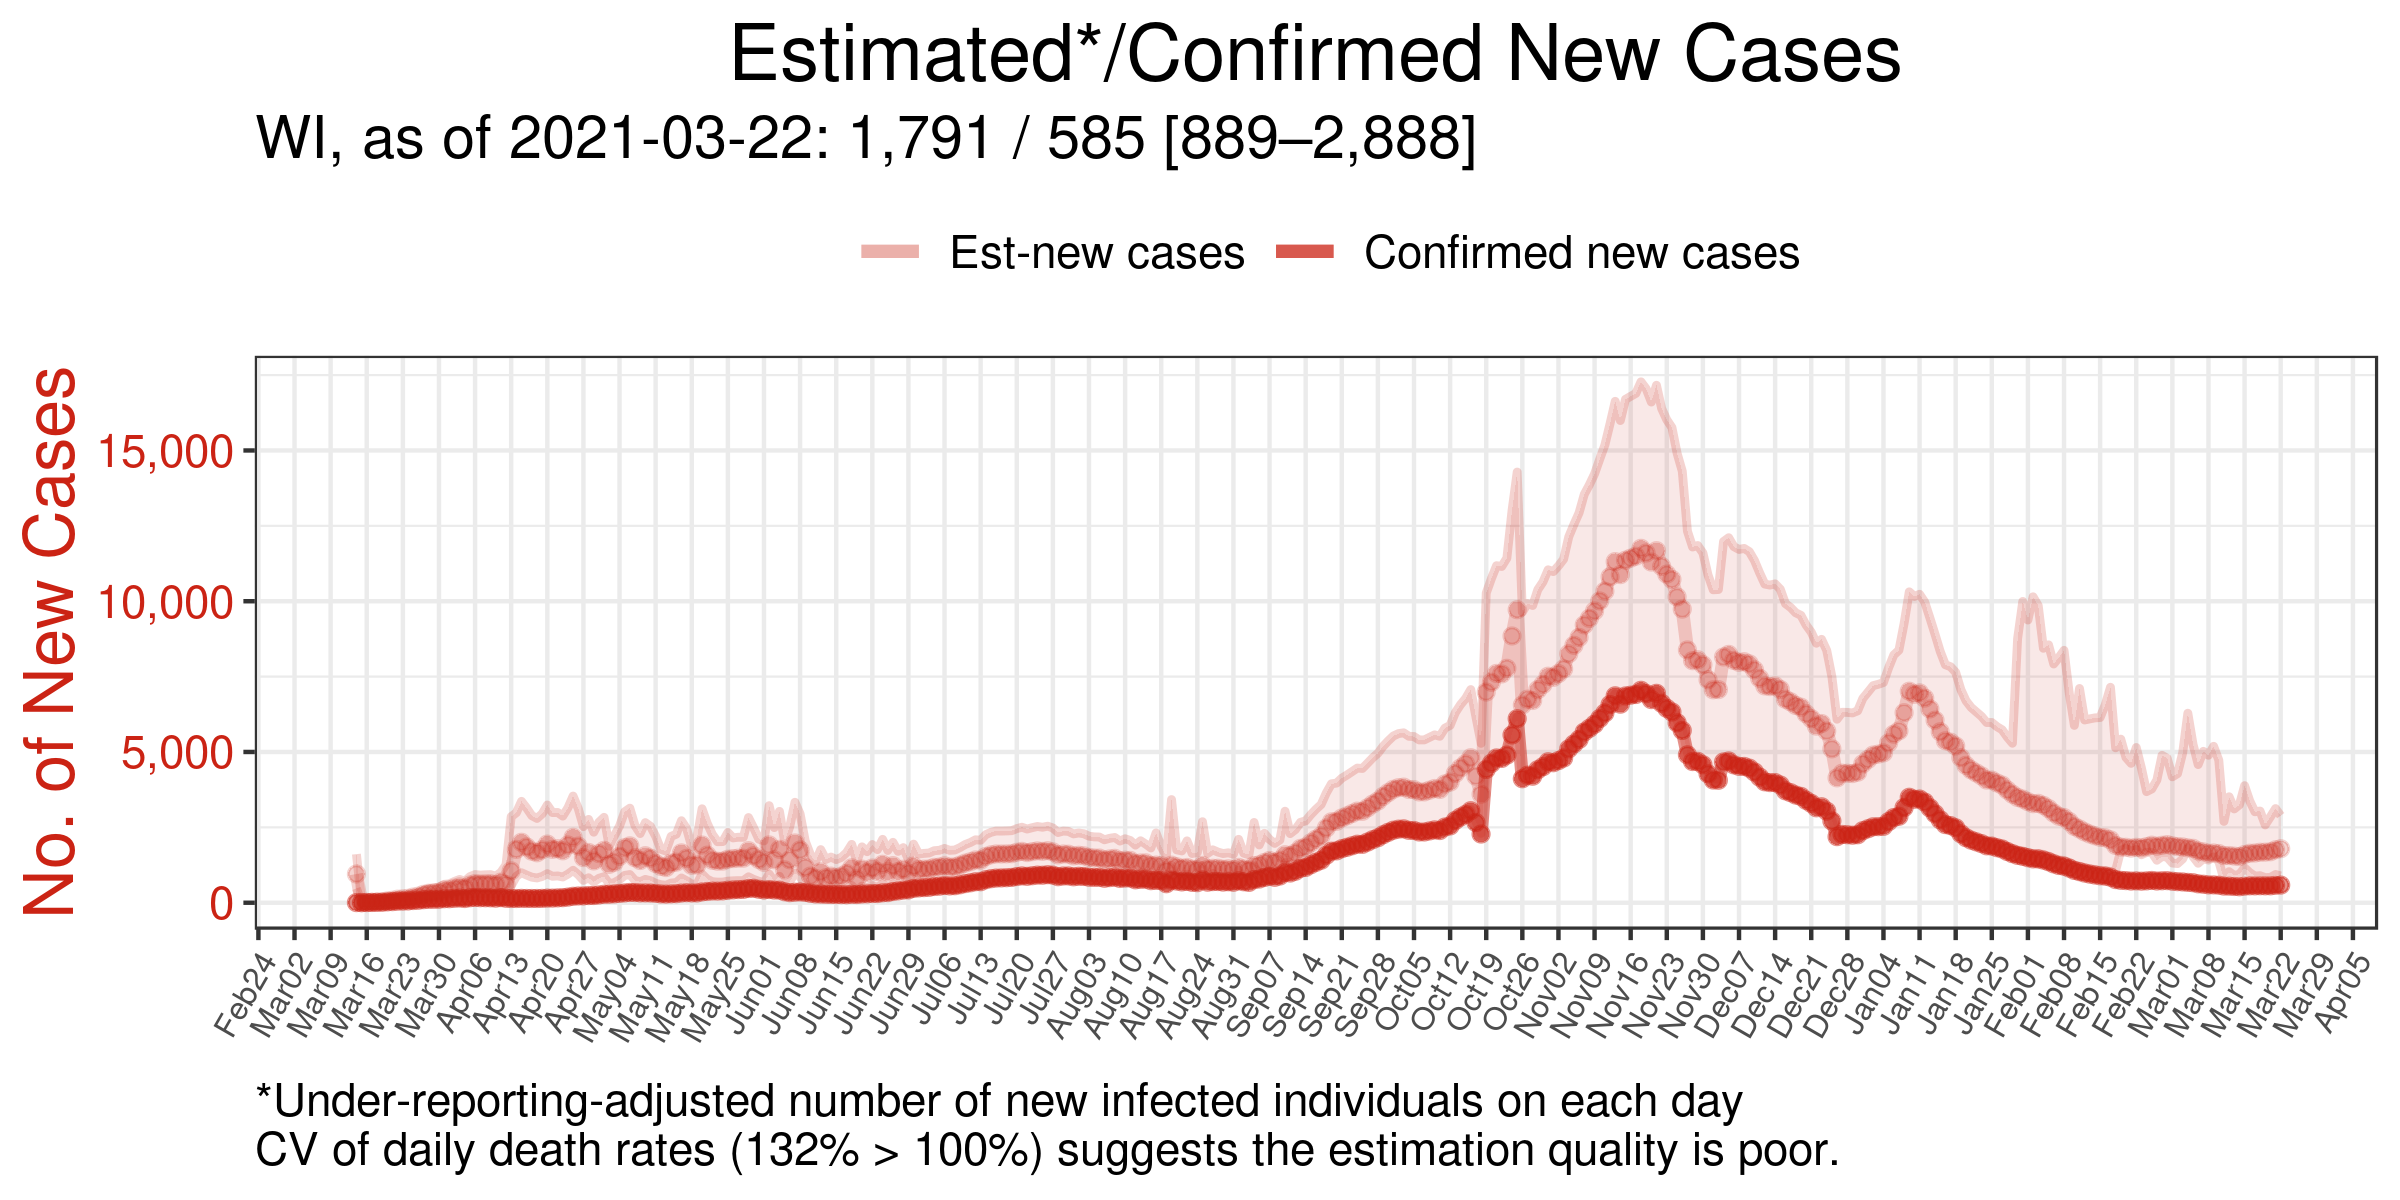 Estimated*/Confirmed New Cases
WI, as of 2021-03-22: 1,791 / 585 [889–2,888]
Est-new cases Confirmed new cases
No. of New Cases
15,000
10,000
5,000
0
Feb24 Mar02 Mar09 Mar16 Mar23 Mar30 Apr06 Apr13 Apr20 Apr27 May04 May11 May18 May25 Jun01 Jun08 Jun15 Jun22 Jun29 Jul06 Jul13 Jul20 Jul27 Aug03 Aug10 Aug17 Aug24 Aug31 Sep07 Sep14 Sep21 Sep28 Oct05 Oct12 Oct19 Oct26 Nov02 Nov09 Nov16 Nov23 Nov30 Dec07 Dec14 Dec21 Dec28 Jan04 Jan11 Jan18 Jan25 Feb01 Feb08 Feb15 Feb22 Mar01 Mar08 Mar15 Mar22 Mar29 Apr05
*Under-reporting-adjusted number of new infected individuals on each day
CV of daily death rates (132% > 100%) suggests the estimation quality is poor.